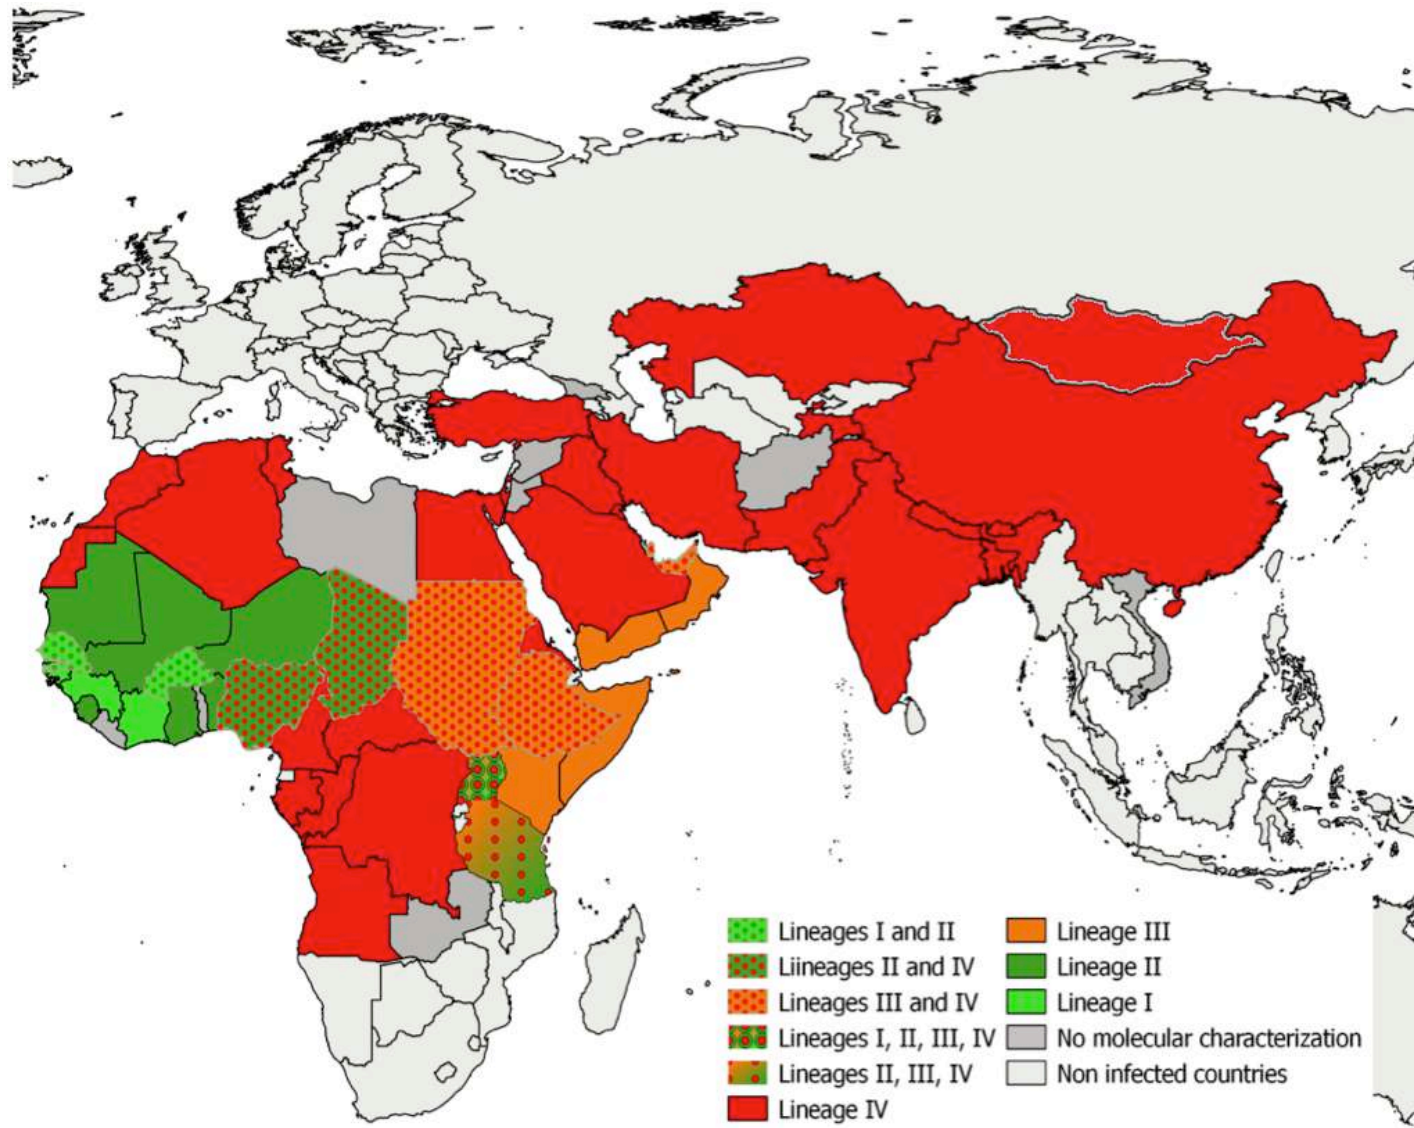 Lineages I and II
Liineages II and IV
Lineages III and IV
Lineages I, II, III, IV
Lineages II, III, IV
Lineage IV
Lineage III
Lineage II
Lineage I
No molecular characterization
Non infected countries